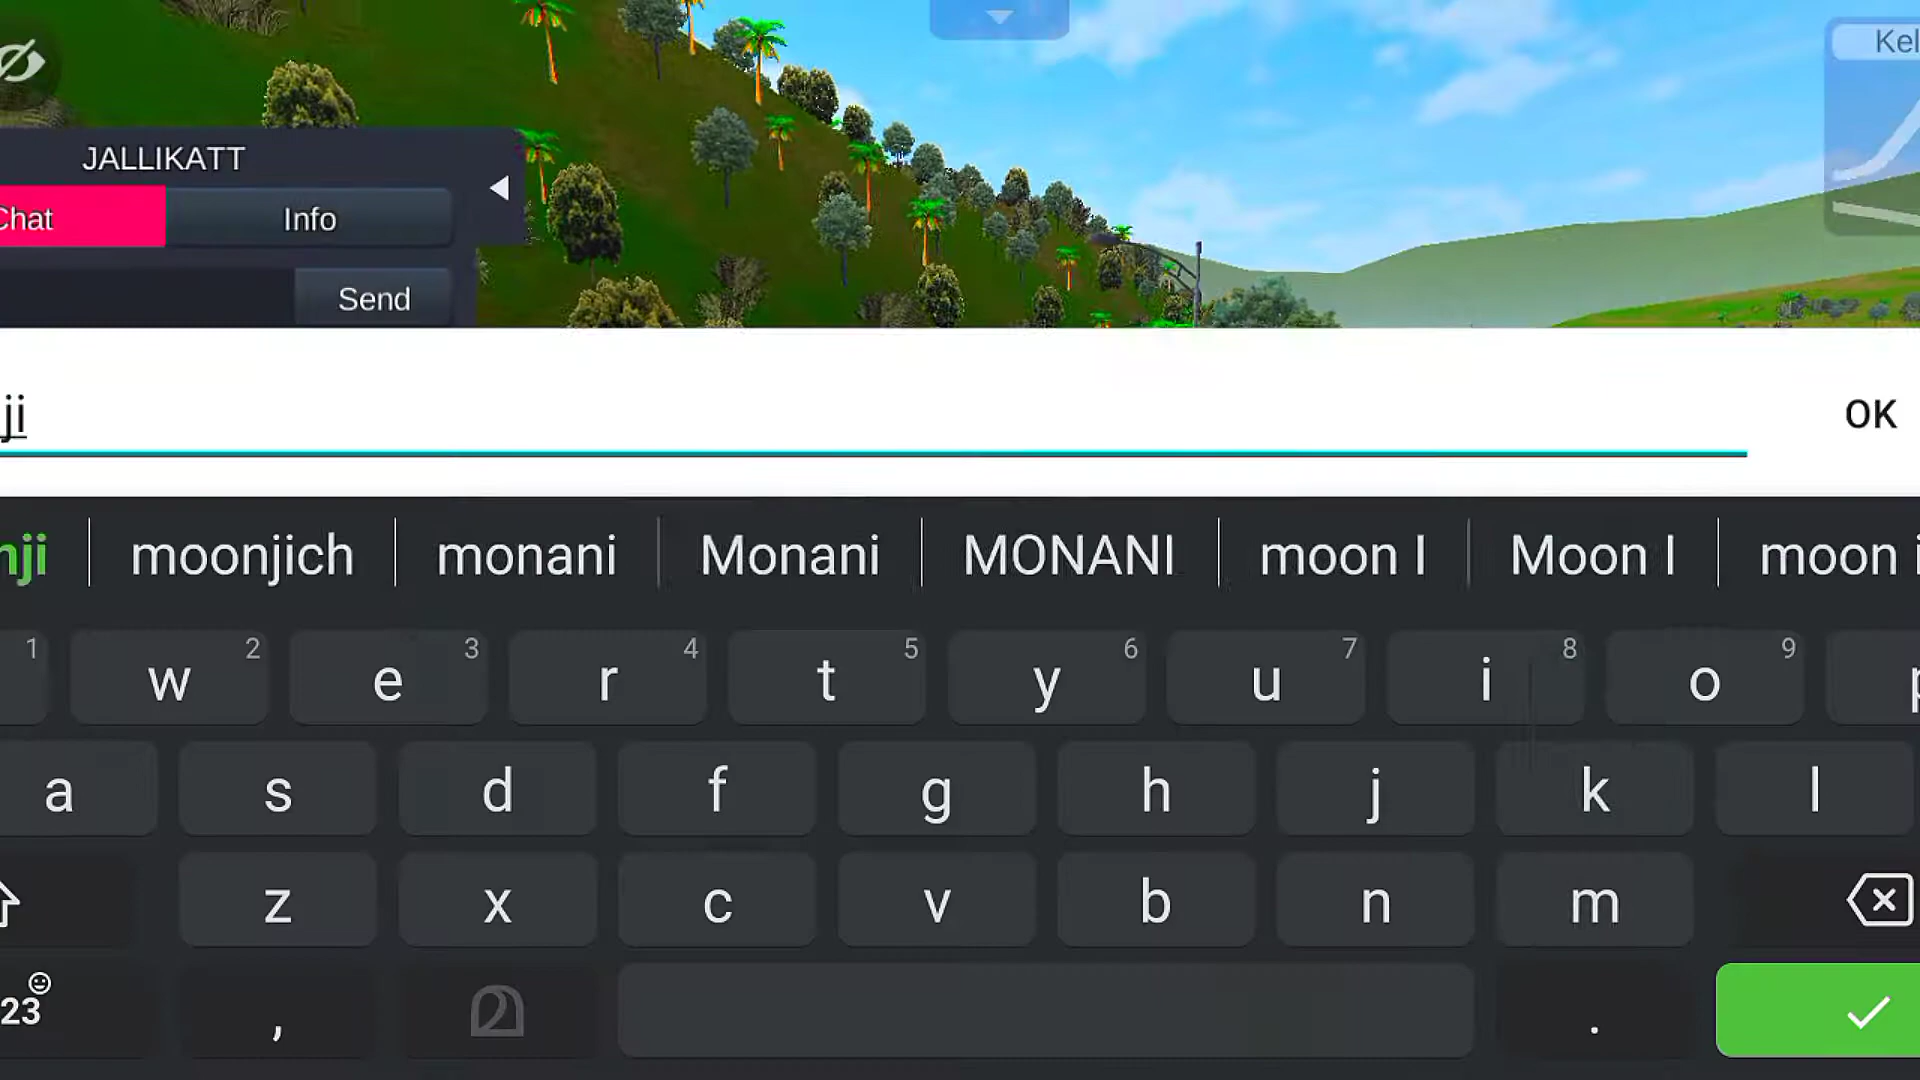 Kel
JALLIKATT
Chat Info
Send
ji
OK
nji moonjich monani Monani MONANI moon I Moon I moon i
1 w 2 e 3 r 4 t 5 y 6 u 7 i 8 o 9 p
a s d f g h j k l
z x c v b n m
23 , മ .